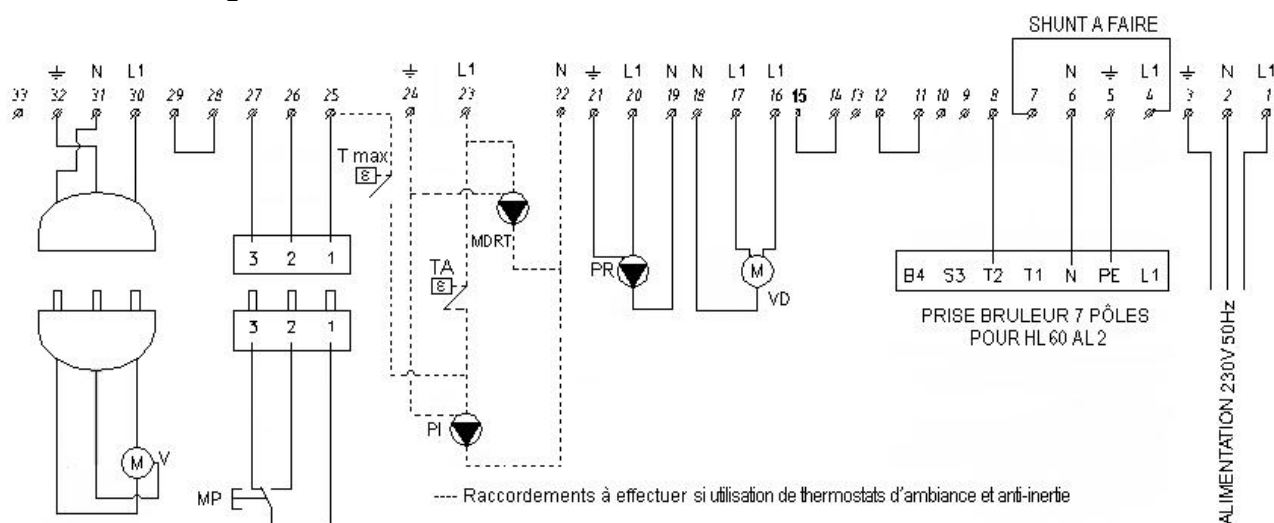 SHUNT A FAIRE
⏚ N L1 ⏚ L1 N ⏚ L1 N N L1 L1 N ⏚ L1 ⏚ N L1
33 32 31 30 29 28 27 26 25 24 23 22 21 20 19 18 17 16 15 14 13 12 11 10 9 8 7 6 5 4 3 2 1
T max
ε
MDRT
3 2 1
TA
ε
PR
M
VD
B4 S3 T2 T1 N PE L1
PRISE BRULEUR 7 PÔLES
POUR HL 60 AL 2
3 2 1
PI
M V
MP
---- Raccordements à effectuer si utilisation de thermostats d'ambiance et anti-inertie
ALIMENTATION 230V 50Hz